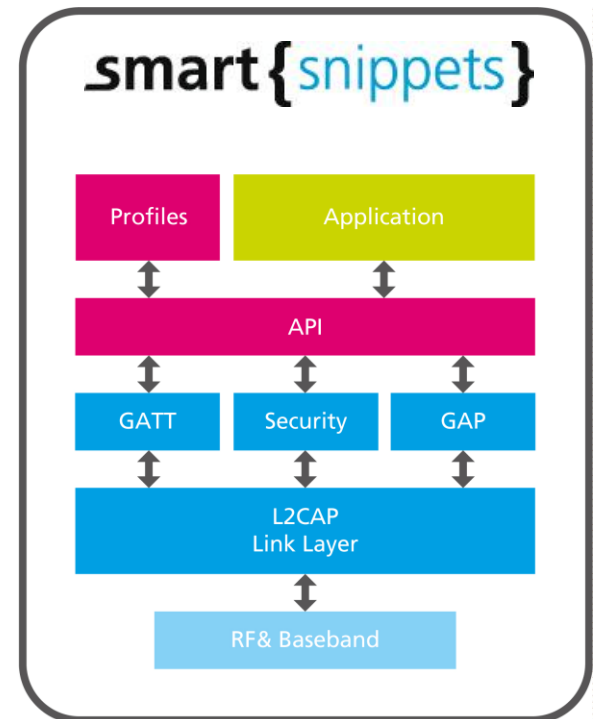 smart{snippets}
Profiles
Application
API
GATT
Security
GAP
L2CAP
Link Layer
RF& Baseband